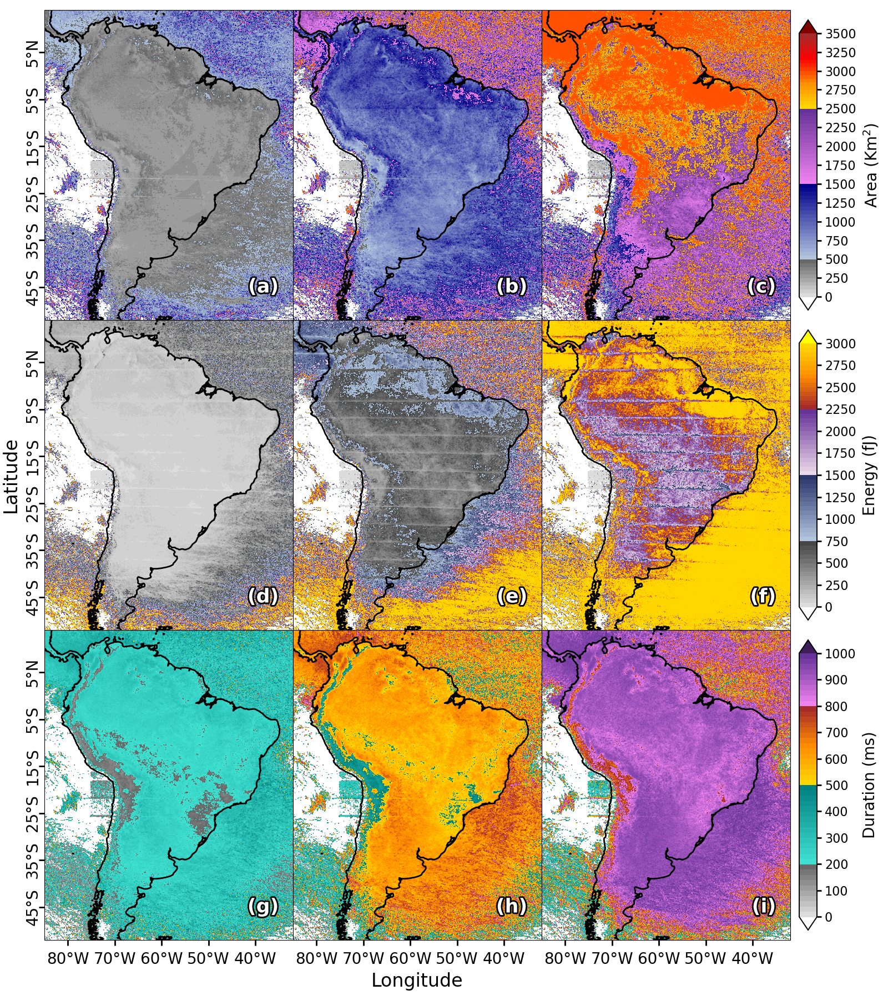 5°N
5°S
15°S
25°S
35°S
45°S
(a)
(b)
(c)
3500
3250
3000
2750
2500
2250
2000
1750
1500
1250
1000
750
500
250
0
Area (Km²)
5°N
5°S
15°S
25°S
35°S
45°S
Latitude
(d)
(e)
(f)
3000
2750
2500
2250
2000
1750
1500
1250
1000
750
500
250
0
Energy (fJ)
5°N
5°S
15°S
25°S
35°S
45°S
(g)
(h)
(i)
1000
900
800
700
600
500
400
300
200
100
0
Duration (ms)
80°W 70°W 60°W 50°W 40°W
80°W 70°W 60°W 50°W 40°W
80°W 70°W 60°W 50°W 40°W
Longitude